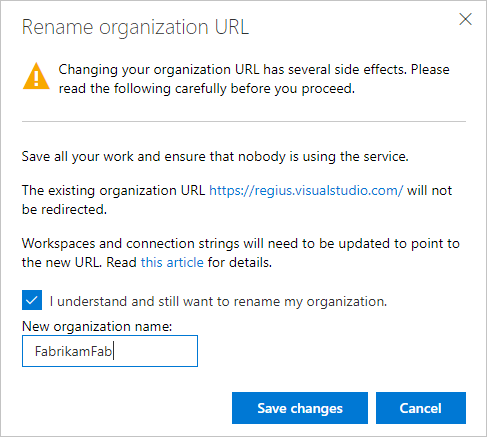 Rename organization URL
Changing your organization URL has several side effects. Please
read the following carefully before you proceed.
Save all your work and ensure that nobody is using the service.
The existing organization URL https://regius.visualstudio.com/ will not
be redirected.
Workspaces and connection strings will need to be updated to point to
the new URL. Read this article for details.
I understand and still want to rename my organization.
New organization name:
FabrikamFab
Save changes
Cancel